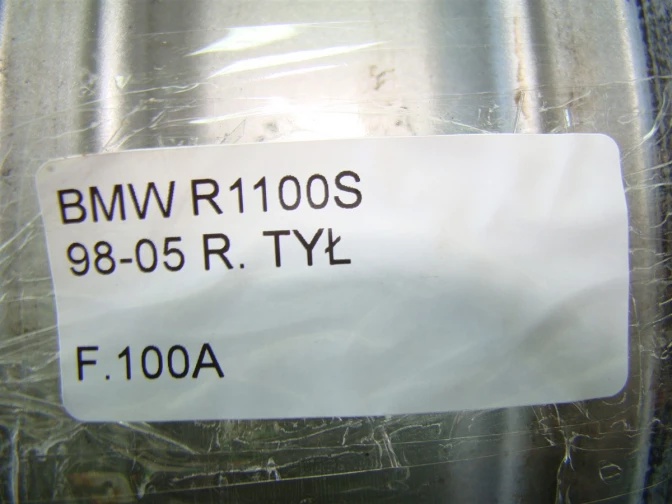 BMW R1100S
98-05 R. TYŁ
F.100A